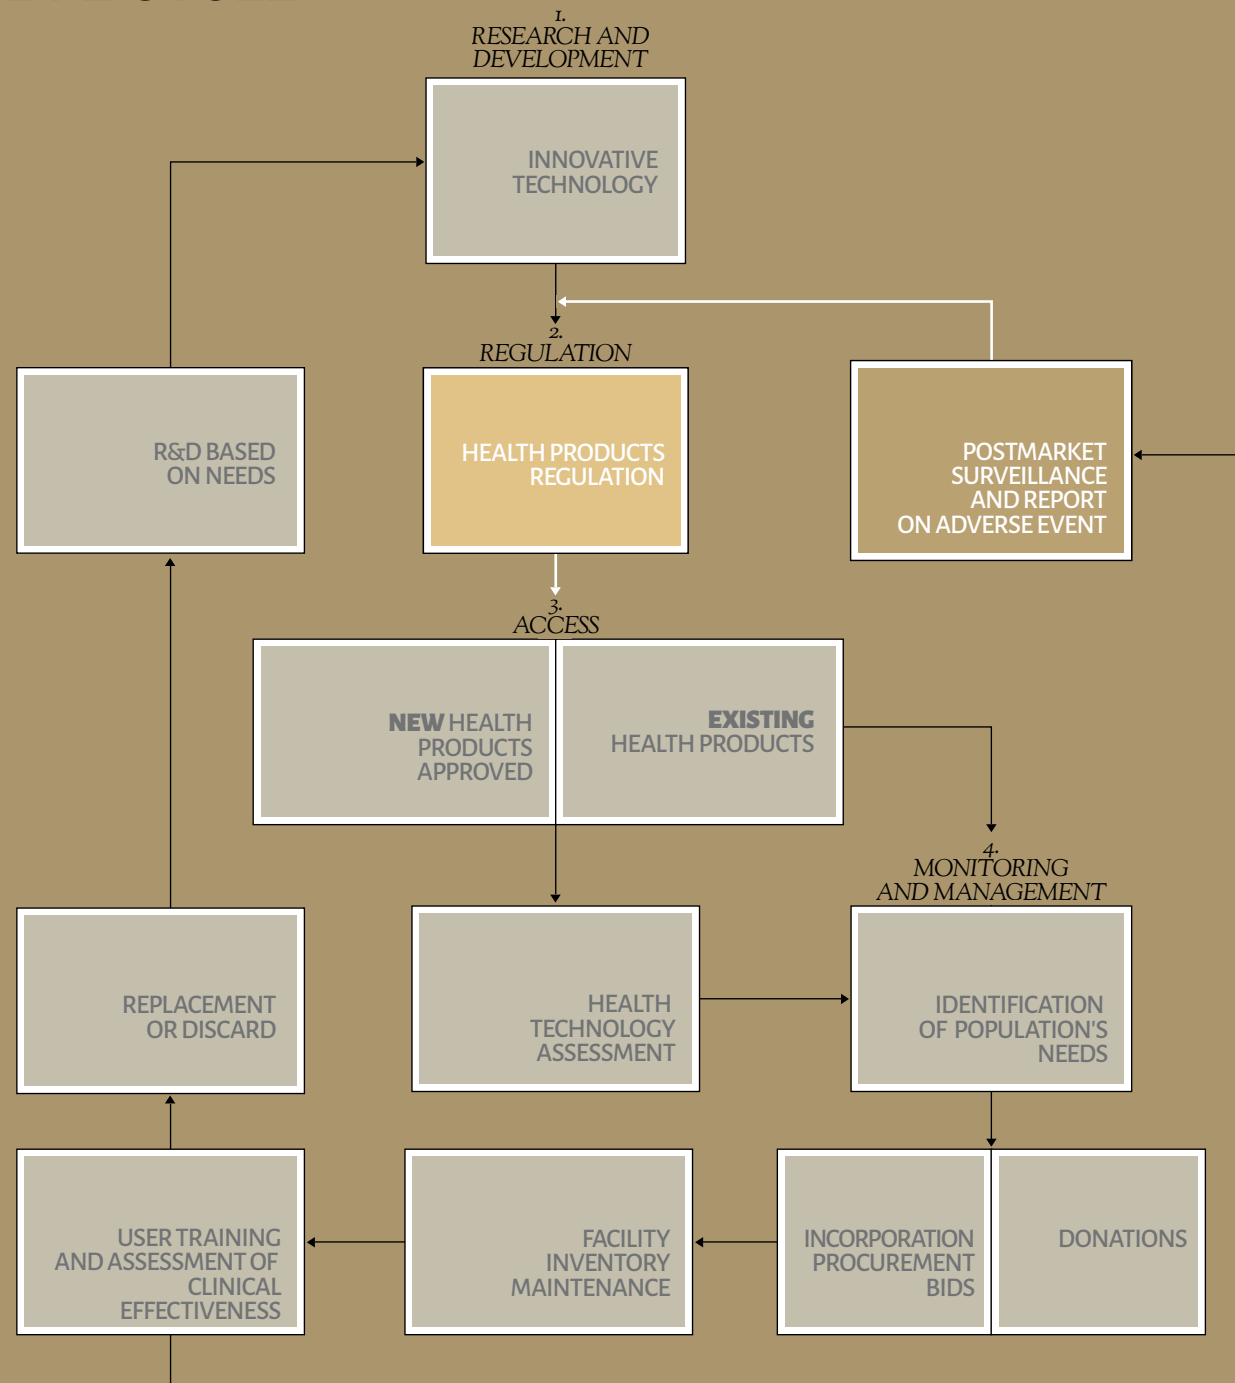 1.
RESEARCH AND
DEVELOPMENT
INNOVATIVE
TECHNOLOGY
2.
REGULATION
R&D BASED
ON NEEDS
HEALTH PRODUCTS
REGULATION
POSTMARKET
SURVEILLANCE
AND REPORT
ON ADVERSE EVENT
3.
ACCESS
NEW HEALTH
PRODUCTS
APPROVED
EXISTING
HEALTH PRODUCTS
4.
MONITORING
AND MANAGEMENT
REPLACEMENT
OR DISCARD
HEALTH
TECHNOLOGY
ASSESSMENT
IDENTIFICATION
OF POPULATION'S
NEEDS
USER TRAINING
AND ASSESSMENT OF
CLINICAL
EFFECTIVENESS
FACILITY
INVENTORY
MAINTENANCE
INCORPORATION
PROCUREMENT
BIDS
DONATIONS